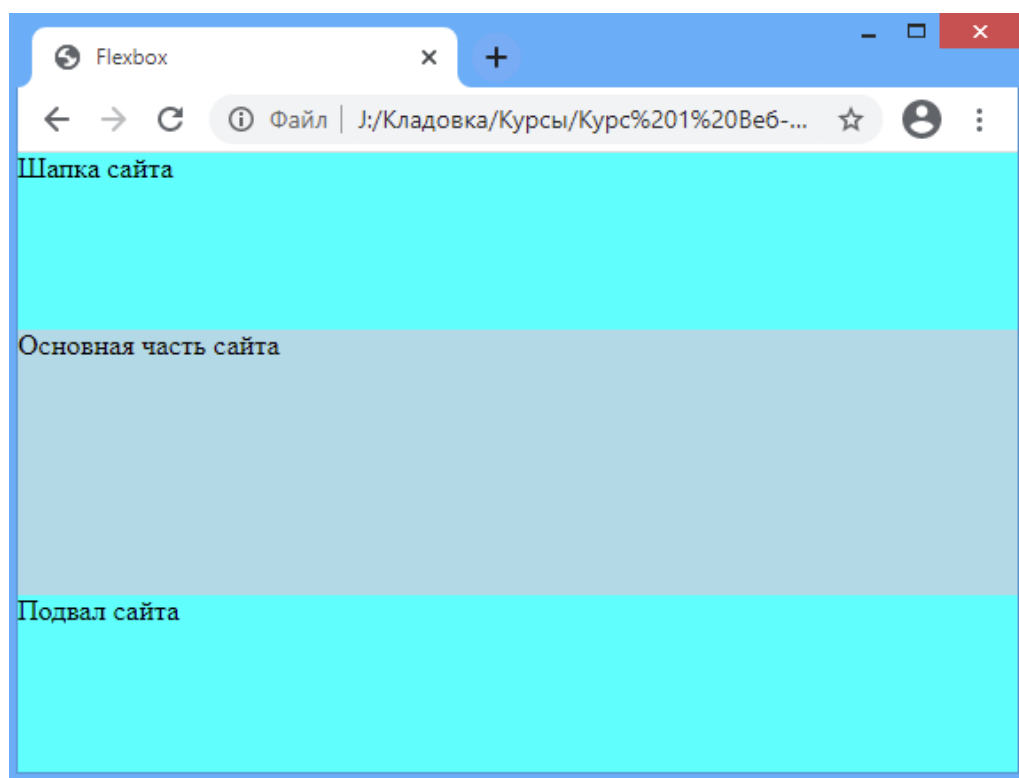 Flexbox
Файл | J:/Кладовка/Курсы/Курс%201%20Веб-...
Шапка сайта
Основная часть сайта
Подвал сайта